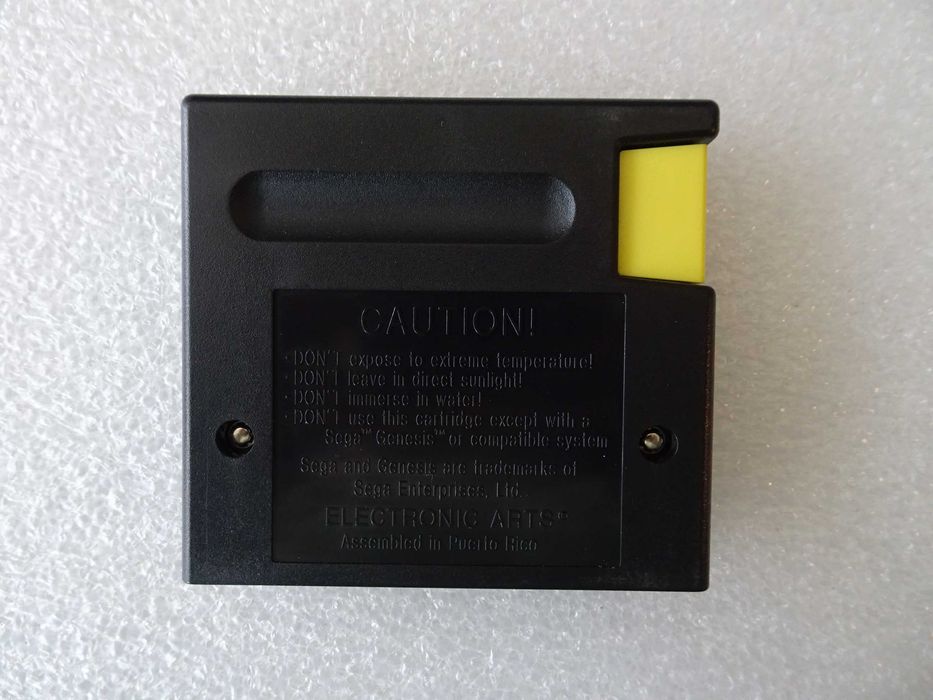 CAUTION!
· DON'T expose to extreme temperature!
· DON'T leave in direct sunlight!
· DON'T immerse in water!
· DON'T use this cartridge except with a
Sega™ Genesis™ or compatible system
Sega and Genesis are trademarks of
Sega Enterprises, Ltd.
ELECTRONIC ARTS®
Assembled in Puerto Rico